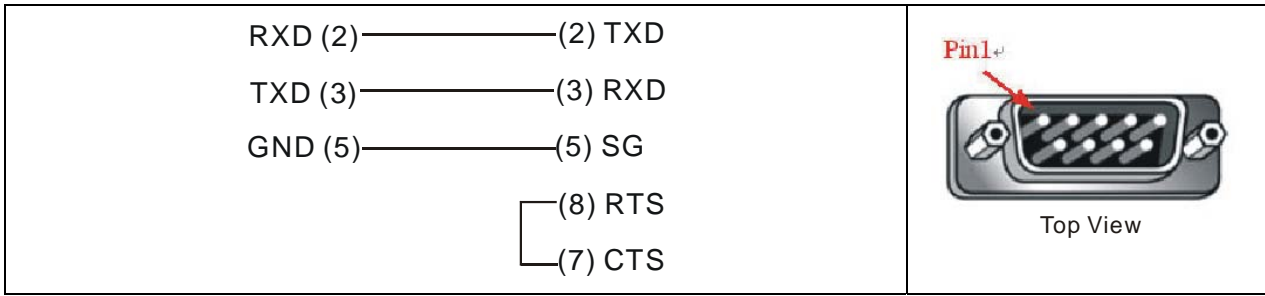 RXD (2) (2) TXD
TXD (3) (3) RXD
GND (5) (5) SG
(8) RTS
(7) CTS
Pin1↵
Top View